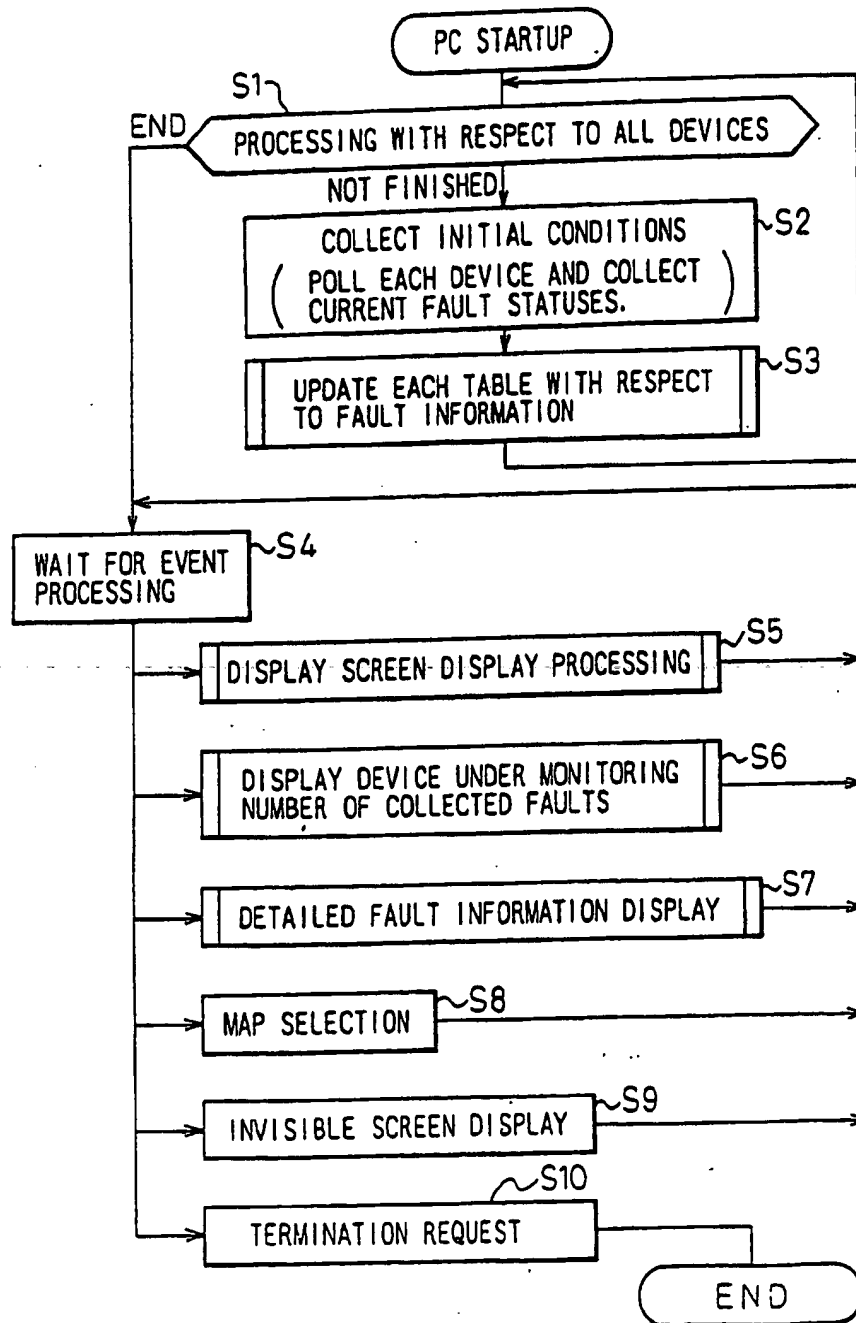 PC STARTUP
S1
END
PROCESSING WITH RESPECT TO ALL DEVICES
NOT FINISHED
S2
COLLECT INITIAL CONDITIONS
( POLL EACH DEVICE AND COLLECT
CURRENT FAULT STATUSES. )
S3
UPDATE EACH TABLE WITH RESPECT
TO FAULT INFORMATION
S4
WAIT FOR EVENT
PROCESSING
S5
DISPLAY SCREEN DISPLAY PROCESSING
S6
DISPLAY DEVICE UNDER MONITORING
NUMBER OF COLLECTED FAULTS
S7
DETAILED FAULT INFORMATION DISPLAY
S8
MAP SELECTION
S9
INVISIBLE SCREEN DISPLAY
S10
TERMINATION REQUEST
END